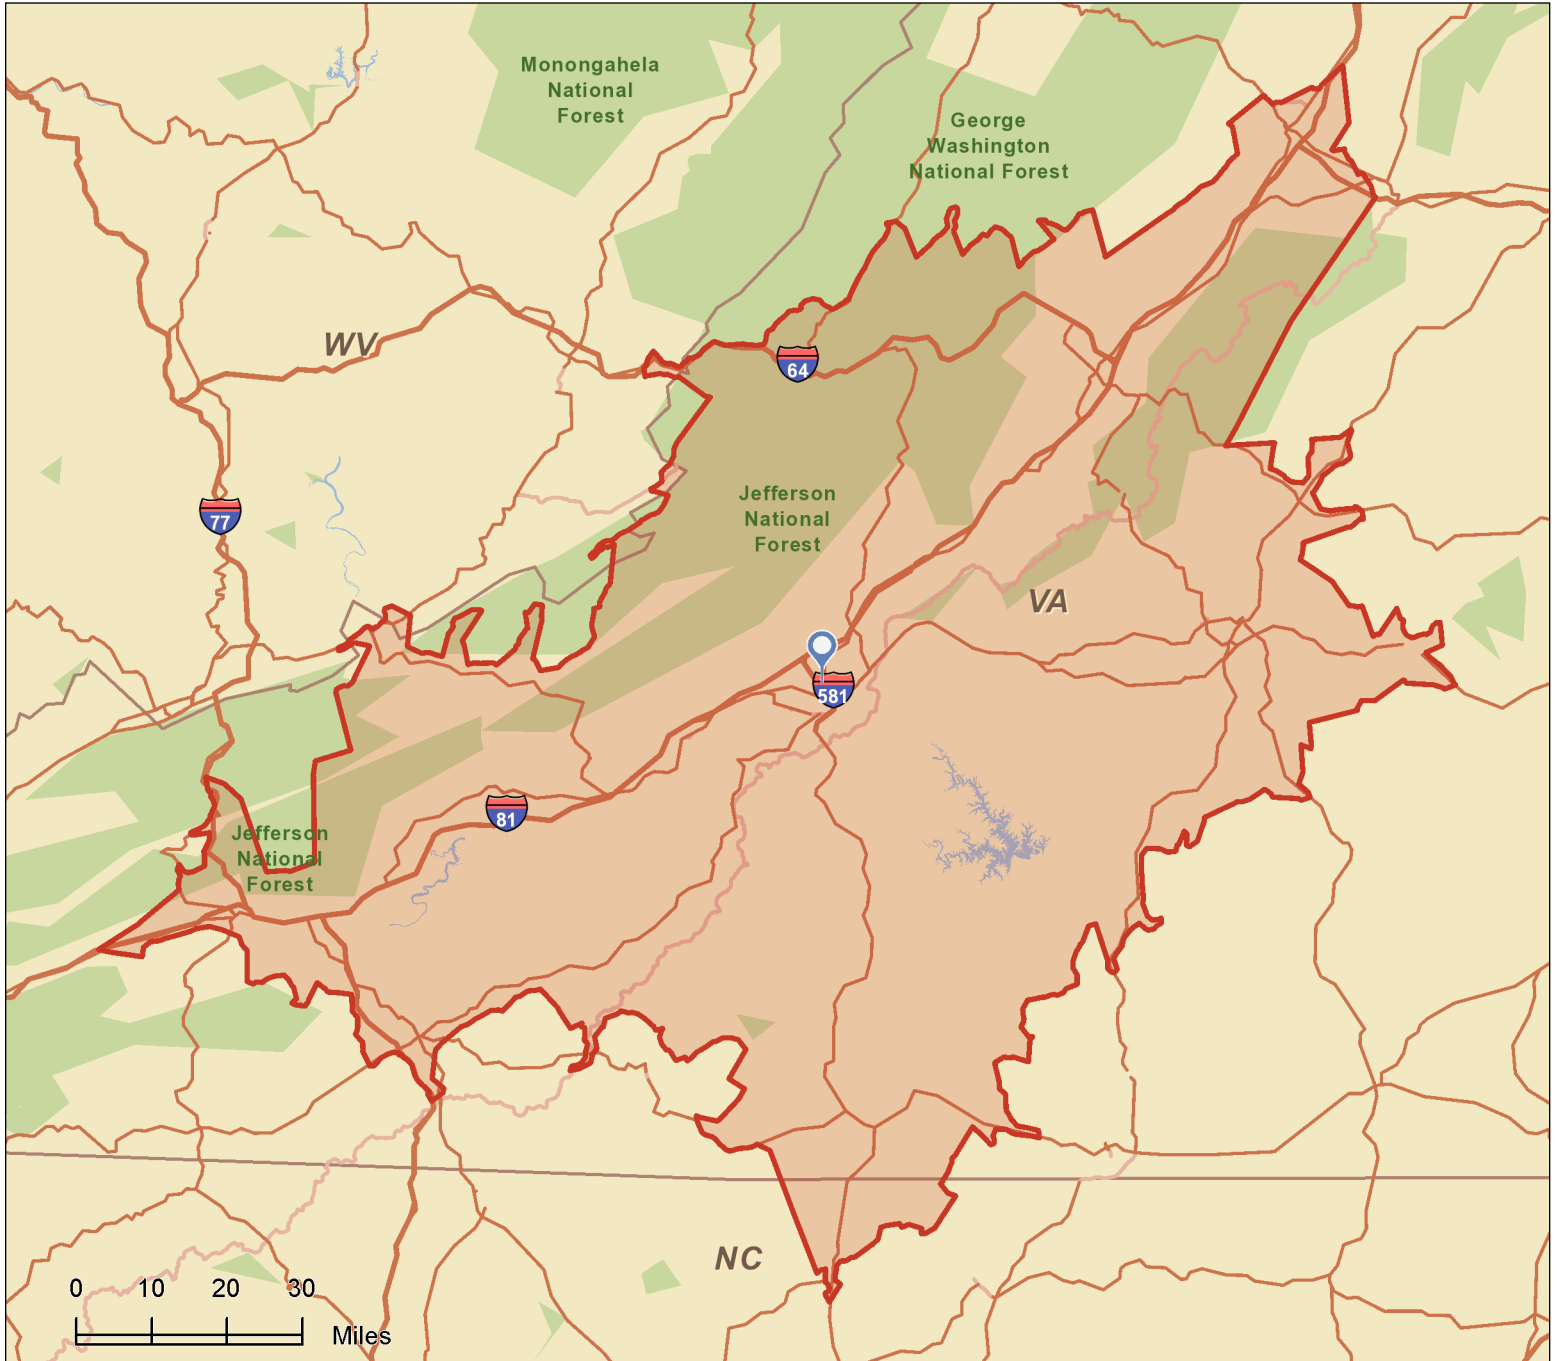 Monongahela
National
Forest
George
Washington
National Forest
WV
64
77
Jefferson
National
Forest
VA
581
81
Jefferson
National
Forest
NC
0 10 20 30
Miles